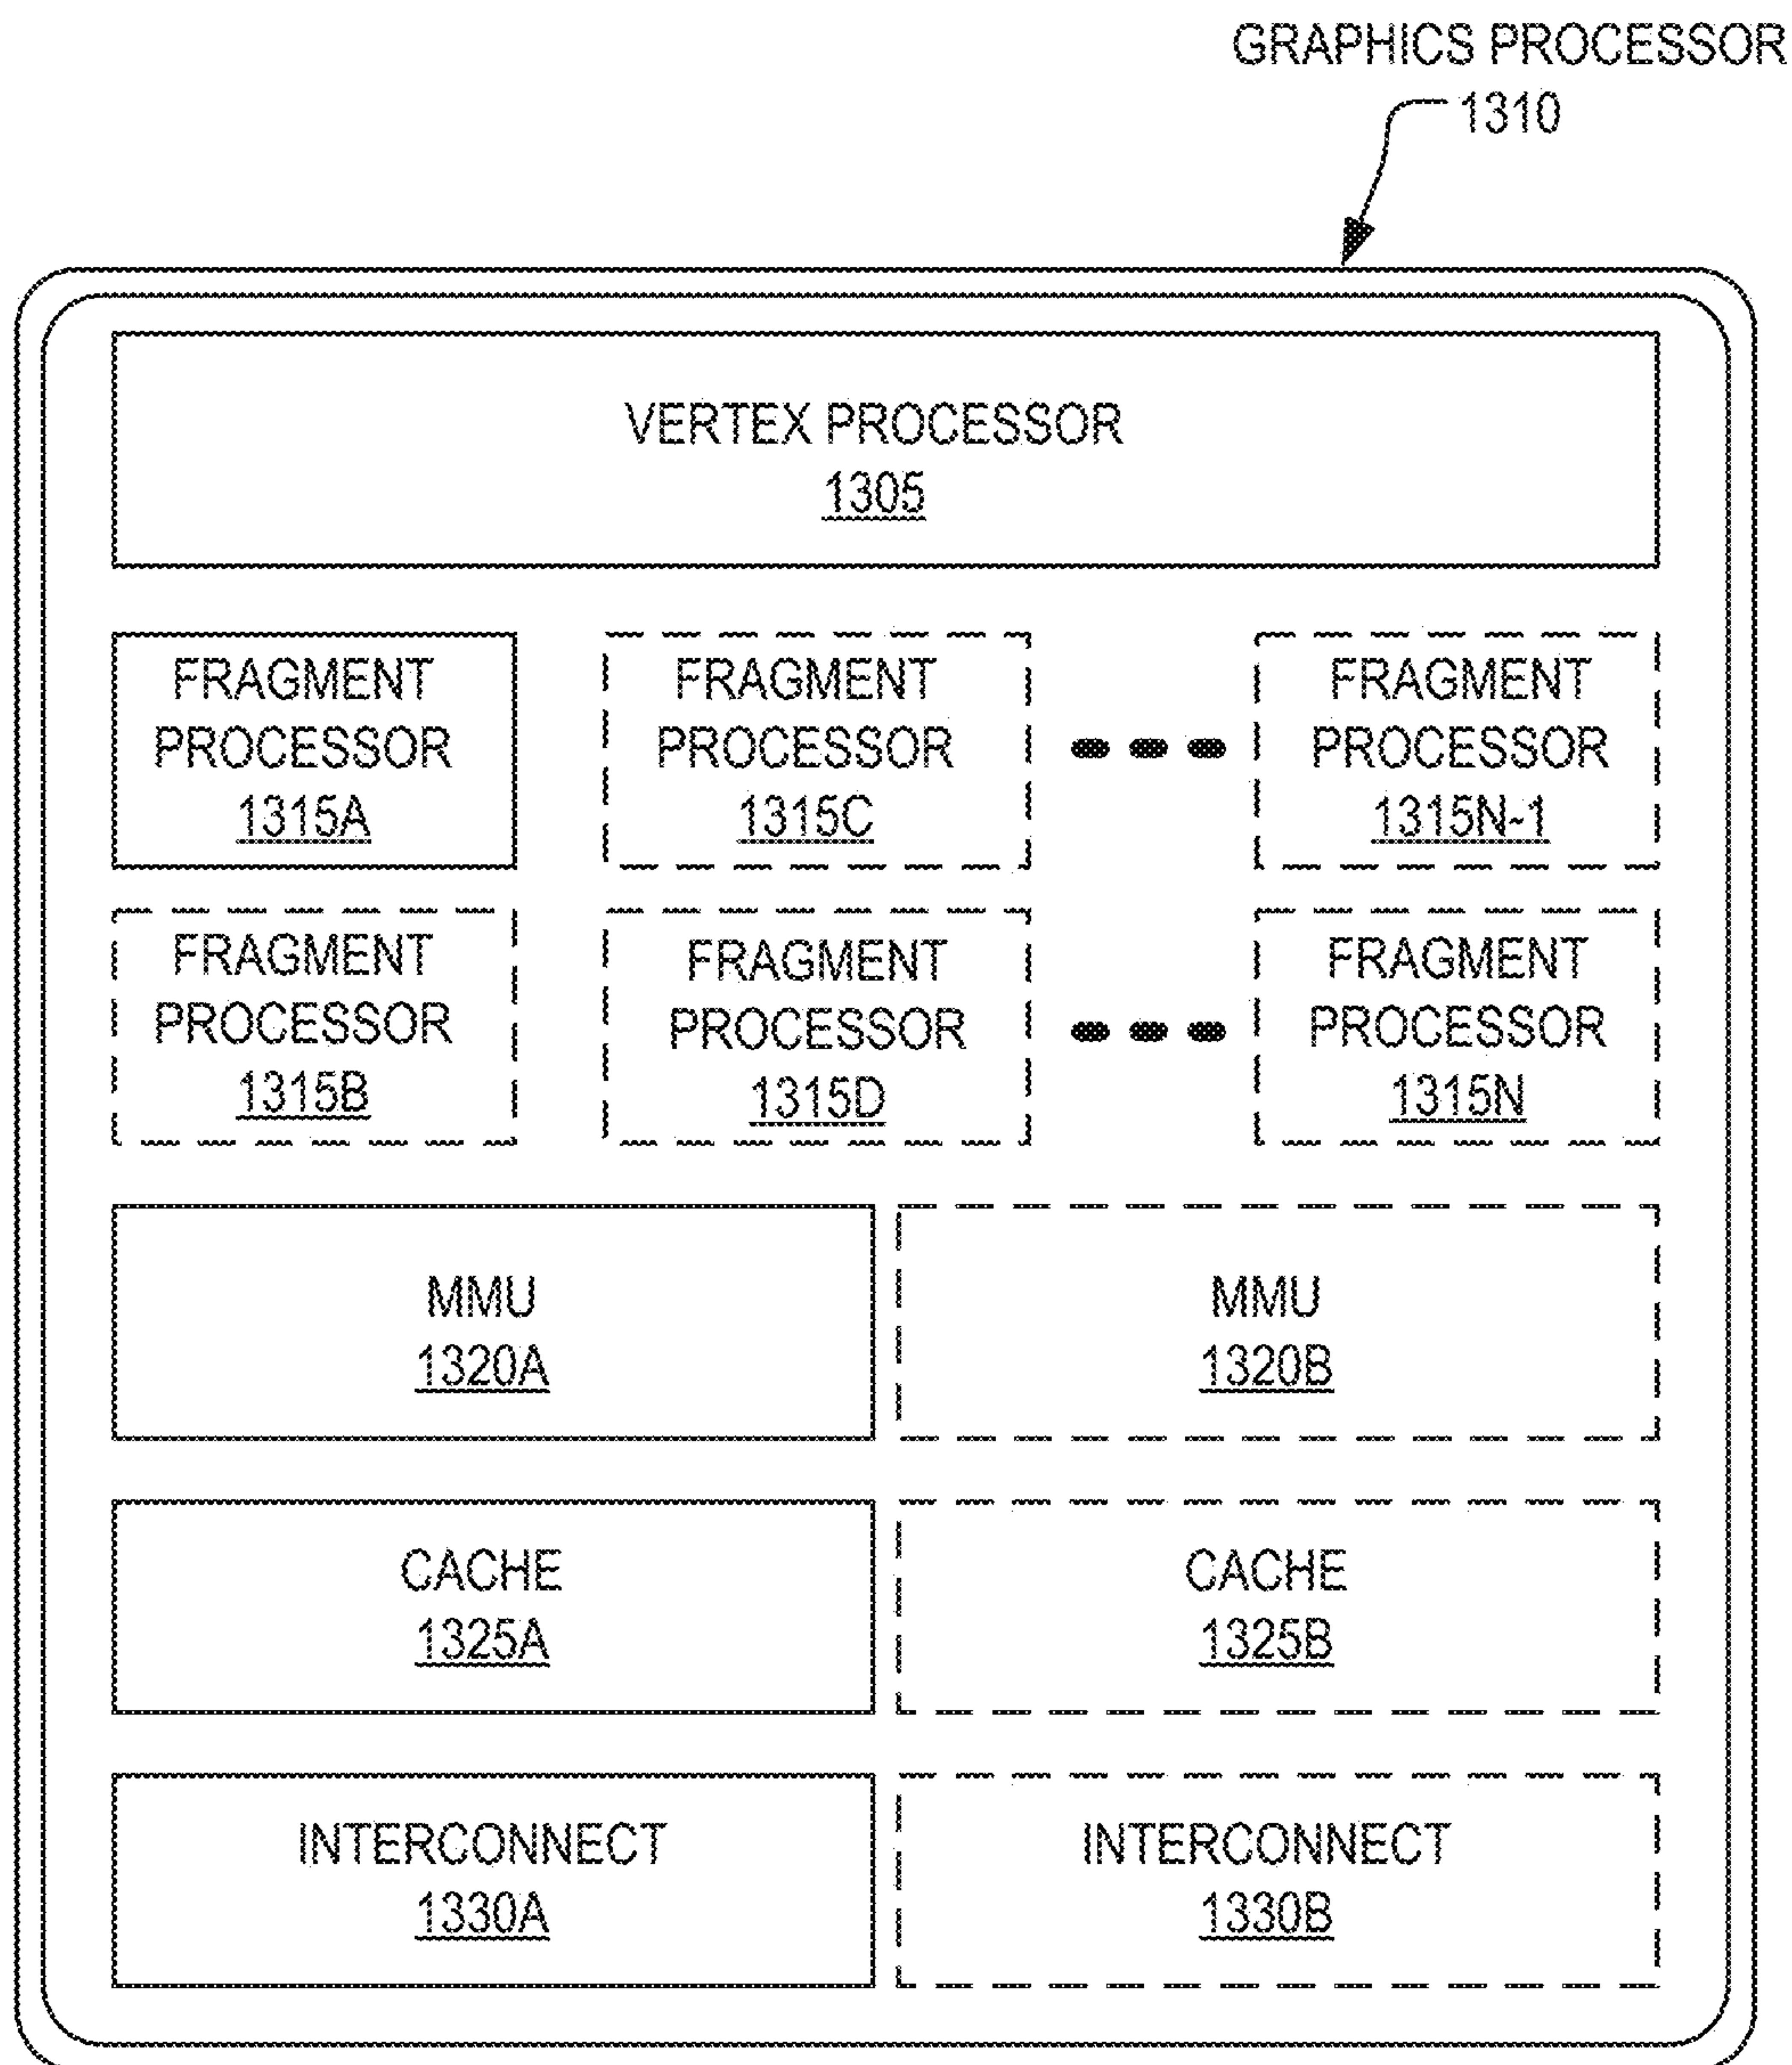 GRAPHICS PROCESSOR
1310
VERTEX PROCESSOR
1305
FRAGMENT
PROCESSOR
1315A
FRAGMENT
PROCESSOR
1315C
FRAGMENT
PROCESSOR
1315N-1
FRAGMENT
PROCESSOR
1315B
FRAGMENT
PROCESSOR
1315D
FRAGMENT
PROCESSOR
1315N
MMU
1320A
MMU
1320B
CACHE
1325A
CACHE
1325B
INTERCONNECT
1330A
INTERCONNECT
1330B